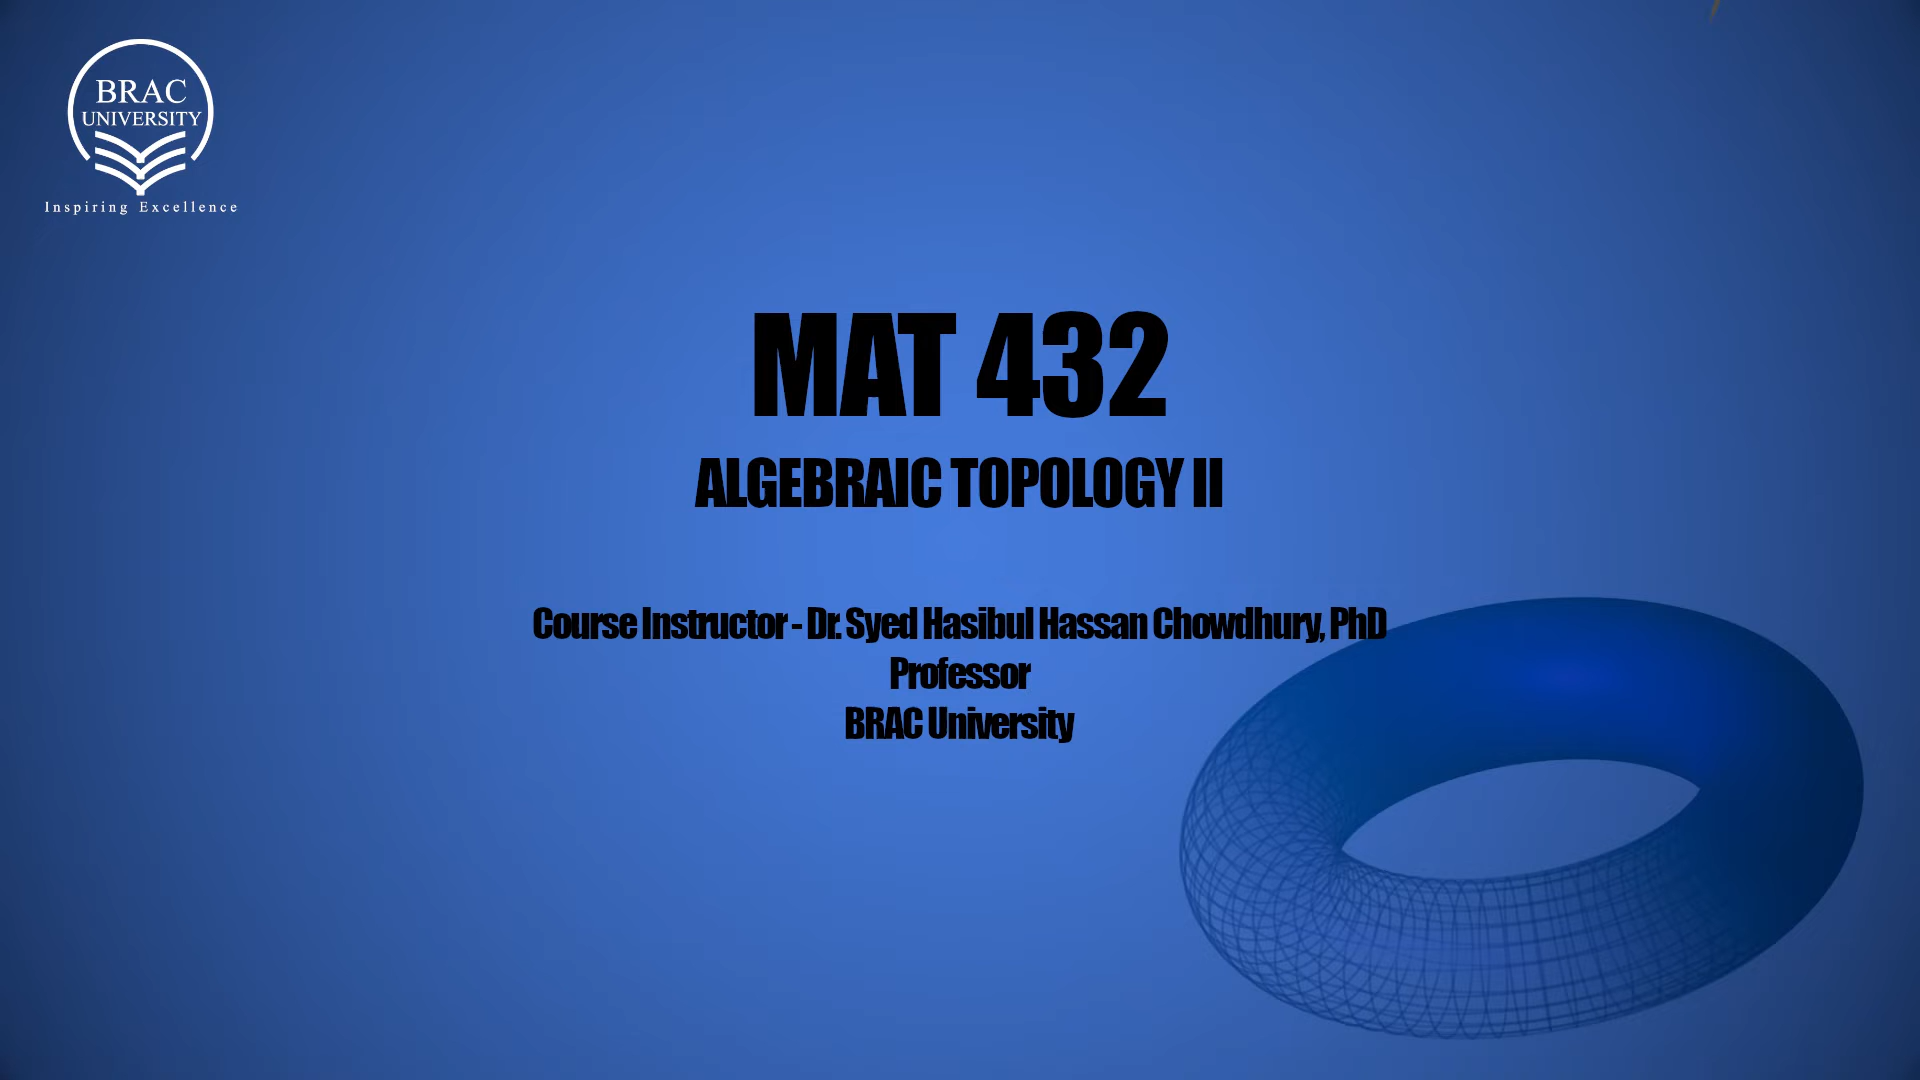 BRAC
UNIVERSITY
Inspiring Excellence
MAT 432
ALGEBRAIC TOPOLOGY II
Course Instructor - Dr. Syed Hasibul Hassan Chowdhury, PhD
Professor
BRAC University